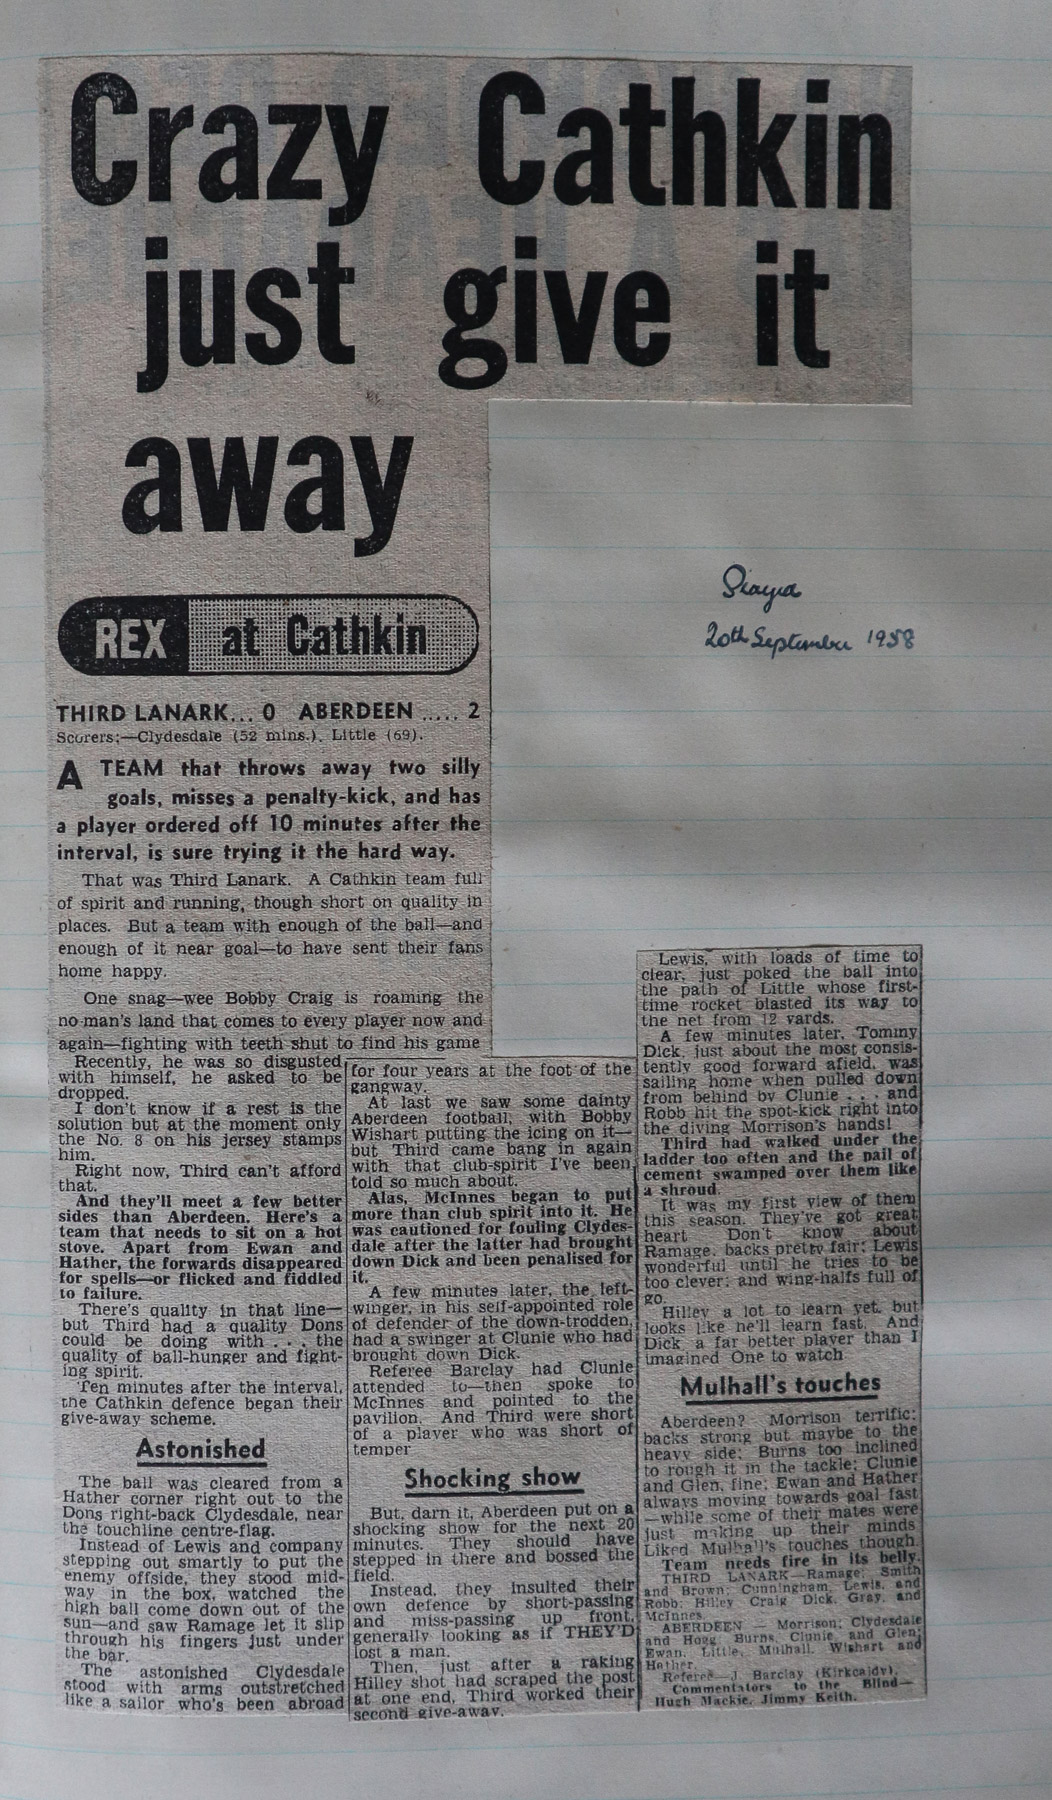 Crazy Cathkin
just give it
away
REX at Cathkin
THIRD LANARK... 0 ABERDEEN ..... 2
Scorers:—Clydesdale (52 mins.), Little (69).
A TEAM that throws away two silly
goals, misses a penalty-kick, and has
a player ordered off 10 minutes after the
interval, is sure trying it the hard way.
That was Third Lanark. A Cathkin team full
of spirit and running, though short on quality in
places. But a team with enough of the ball—and
enough of it near goal—to have sent their fans
home happy.
One snag—wee Bobby Craig is roaming the
no-man's land that comes to every player now and
again—fighting with teeth shut to find his game
Recently, he was so disgusted
with himself, he asked to be
dropped.
I don't know if a rest is the
solution but at the moment only
the No. 8 on his jersey stamps
him.
Right now, Third can't afford
that.
And they'll meet a few better
sides than Aberdeen. Here's a
team that needs to sit on a hot
stove. Apart from Ewan and
Hather, the forwards disappeared
for spells—or flicked and fiddled
to failure.
There's quality in that line—
but Third had a quality Dons
could be doing with . . . the
quality of ball-hunger and fight-
ing spirit.
Ten minutes after the interval,
the Cathkin defence began their
give-away scheme.
Astonished
The ball was cleared from a
Hather corner right out to the
Dons right-back Clydesdale, near
the touchline centre-flag.
Instead of Lewis and company
stepping out smartly to put the
enemy offside, they stood mid-
way in the box, watched the
high ball come down out of the
sun—and saw Ramage let it slip
through his fingers just under
the bar.
The astonished Clydesdale
stood with arms outstretched
like a sailor who's been abroad
for four years at the foot of the
gangway.
At last we saw some dainty
Aberdeen football, with Bobby
Wishart putting the icing on it—
but Third came bang in again
with that club-spirit I've been
told so much about.
Alas, McInnes began to put
more than club spirit into it. He
was cautioned for fouling Clydes-
dale after the latter had brought
down Dick and been penalised for
it.
A few minutes later, the left-
winger, in his self-appointed role
of defender of the down-trodden,
had a swinger at Clunie who had
brought down Dick.
Referee Barclay had Clunie
attended to—then spoke to
McInnes and pointed to the
pavilion. And Third were short
of a player who was short of
temper
Shocking show
But, darn it, Aberdeen put on a
shocking show for the next 20
minutes. They should have
stepped in there and bossed the
field.
Instead, they insulted their
own defence by short-passing
and miss-passing up front,
generally looking as if THEY'D
lost a man.
Then, just after a raking
Hilley shot had scraped the post
at one end, Third worked their
second give-away.
Lewis, with loads of time to
clear, just poked the ball into
the path of Little whose first-
time rocket blasted its way to
the net from 12 yards.
A few minutes later, Tommy
Dick, just about the most consis-
tently good forward afield, was
sailing home when pulled down
from behind by Clunie . . . and
Robb hit the spot-kick right into
the diving Morrison's hands!
Third had walked under the
ladder too often and the pail of
cement swamped over them like
a shroud.
It was my first view of them
this season. They've got great
heart Don't know about
Ramage, backs pretty fair; Lewis
wonderful until he tries to be
too clever; and wing-halfs full of
go.
Hilley a lot to learn yet, but
looks like he'll learn fast. And
Dick a far better player than I
imagined One to watch
Mulhall's touches
Aberdeen? Morrison terrific;
backs strong but maybe to the
heavy side; Burns too inclined
to rough it in the tackle; Clunie
and Glen, fine; Ewan and Hather
always moving towards goal fast
—while some of their mates were
just making up their minds
Liked Mulhall's touches though.
Team needs fire in its belly.
THIRD LANARK—Ramage; Smith
and Brown; Cunningham, Lewis, and
Robb; Hilley Craig Dick, Gray, and
McInnes.
ABERDEEN — Morrison; Clydesdale
and Hogg Burns, Clunie, and Glen;
Ewan, Little, Mulhall, Wishart and
Hather.
Referee—J. Barclay (Kirkcaldy).
Commentators to the Blind—
Hugh Mackie, Jimmy Keith.
20th September 1958